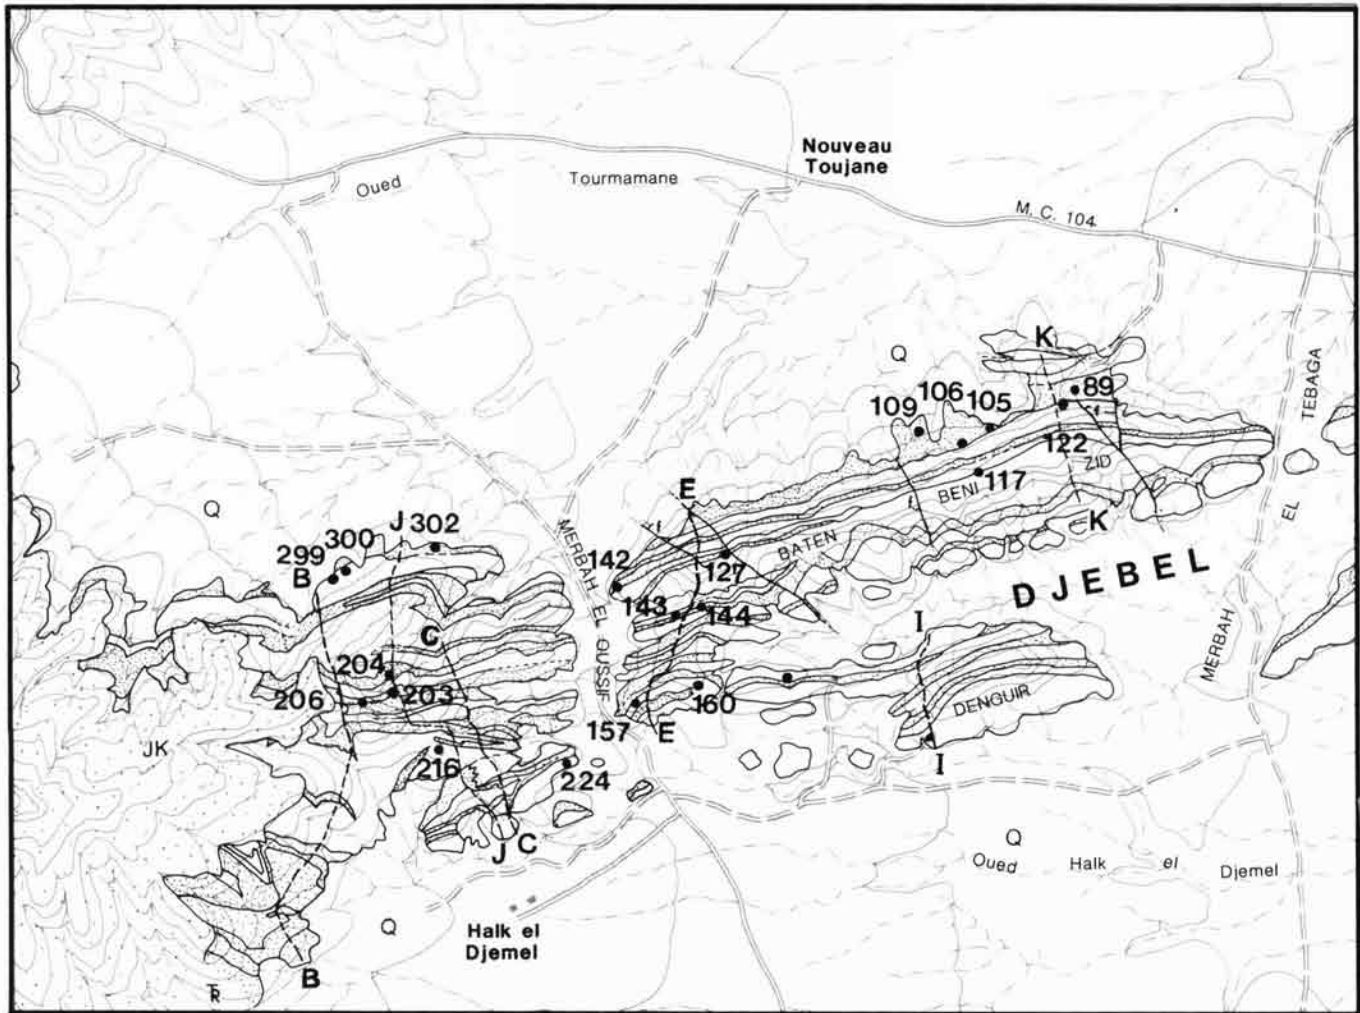 Nouveau
Toujane
Oued
Tourmamane
M. C. 104
K
Q
89
106
109
105
TEBAGA
122
ZID
117
BENI
EL
E
f
f
f
Q
J
302
300
299
B
MERBAH EL OUSSIF
142
127
BATEN
K
DJEBEL
143
144
C
I
204
203
206
160
DENGUIR
MERBAH
157
E
JK
216
224
I
J
C
Q
Oued
Halk
el
Djemel
Q
Halk el
Djemel
B
TR